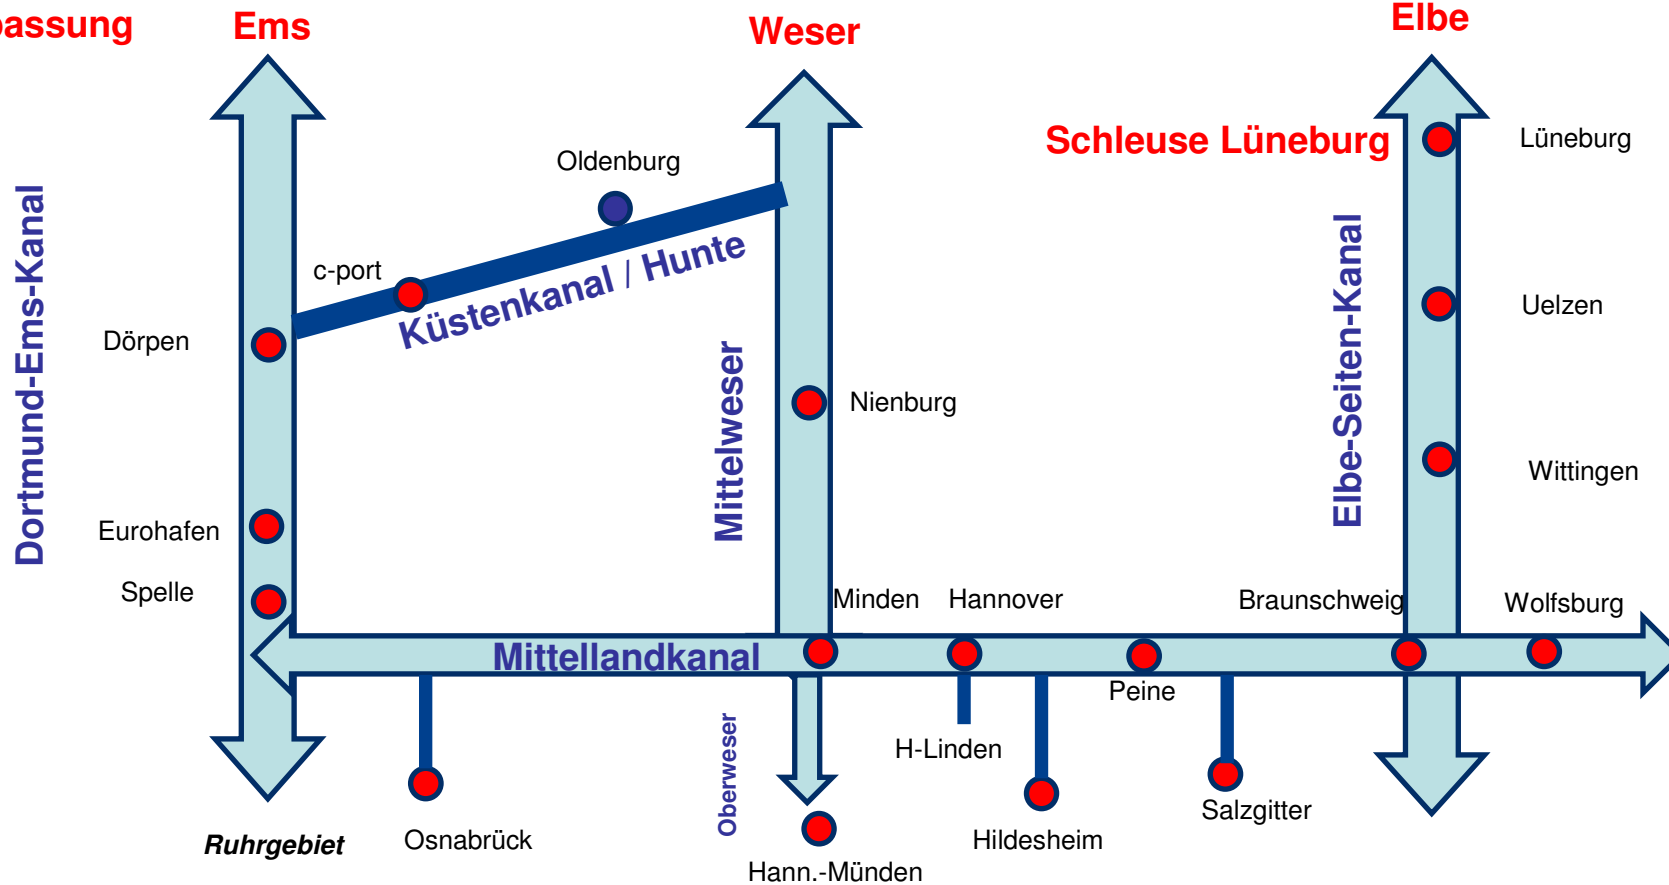 Ems
Weser
Elbe
Schleuse Lüneburg
Lüneburg
Oldenburg
c-port
Küstenkanal / Hunte
Dortmund-Ems-Kanal
Dörpen
Uelzen
Elbe-Seiten-Kanal
Mittelweser
Nienburg
Wittingen
Eurohafen
Spelle
Minden
Hannover
Braunschweig
Wolfsburg
Mittellandkanal
Peine
Oberweser
H-Linden
Salzgitter
Ruhrgebiet
Osnabrück
Hildesheim
Hann.-Münden